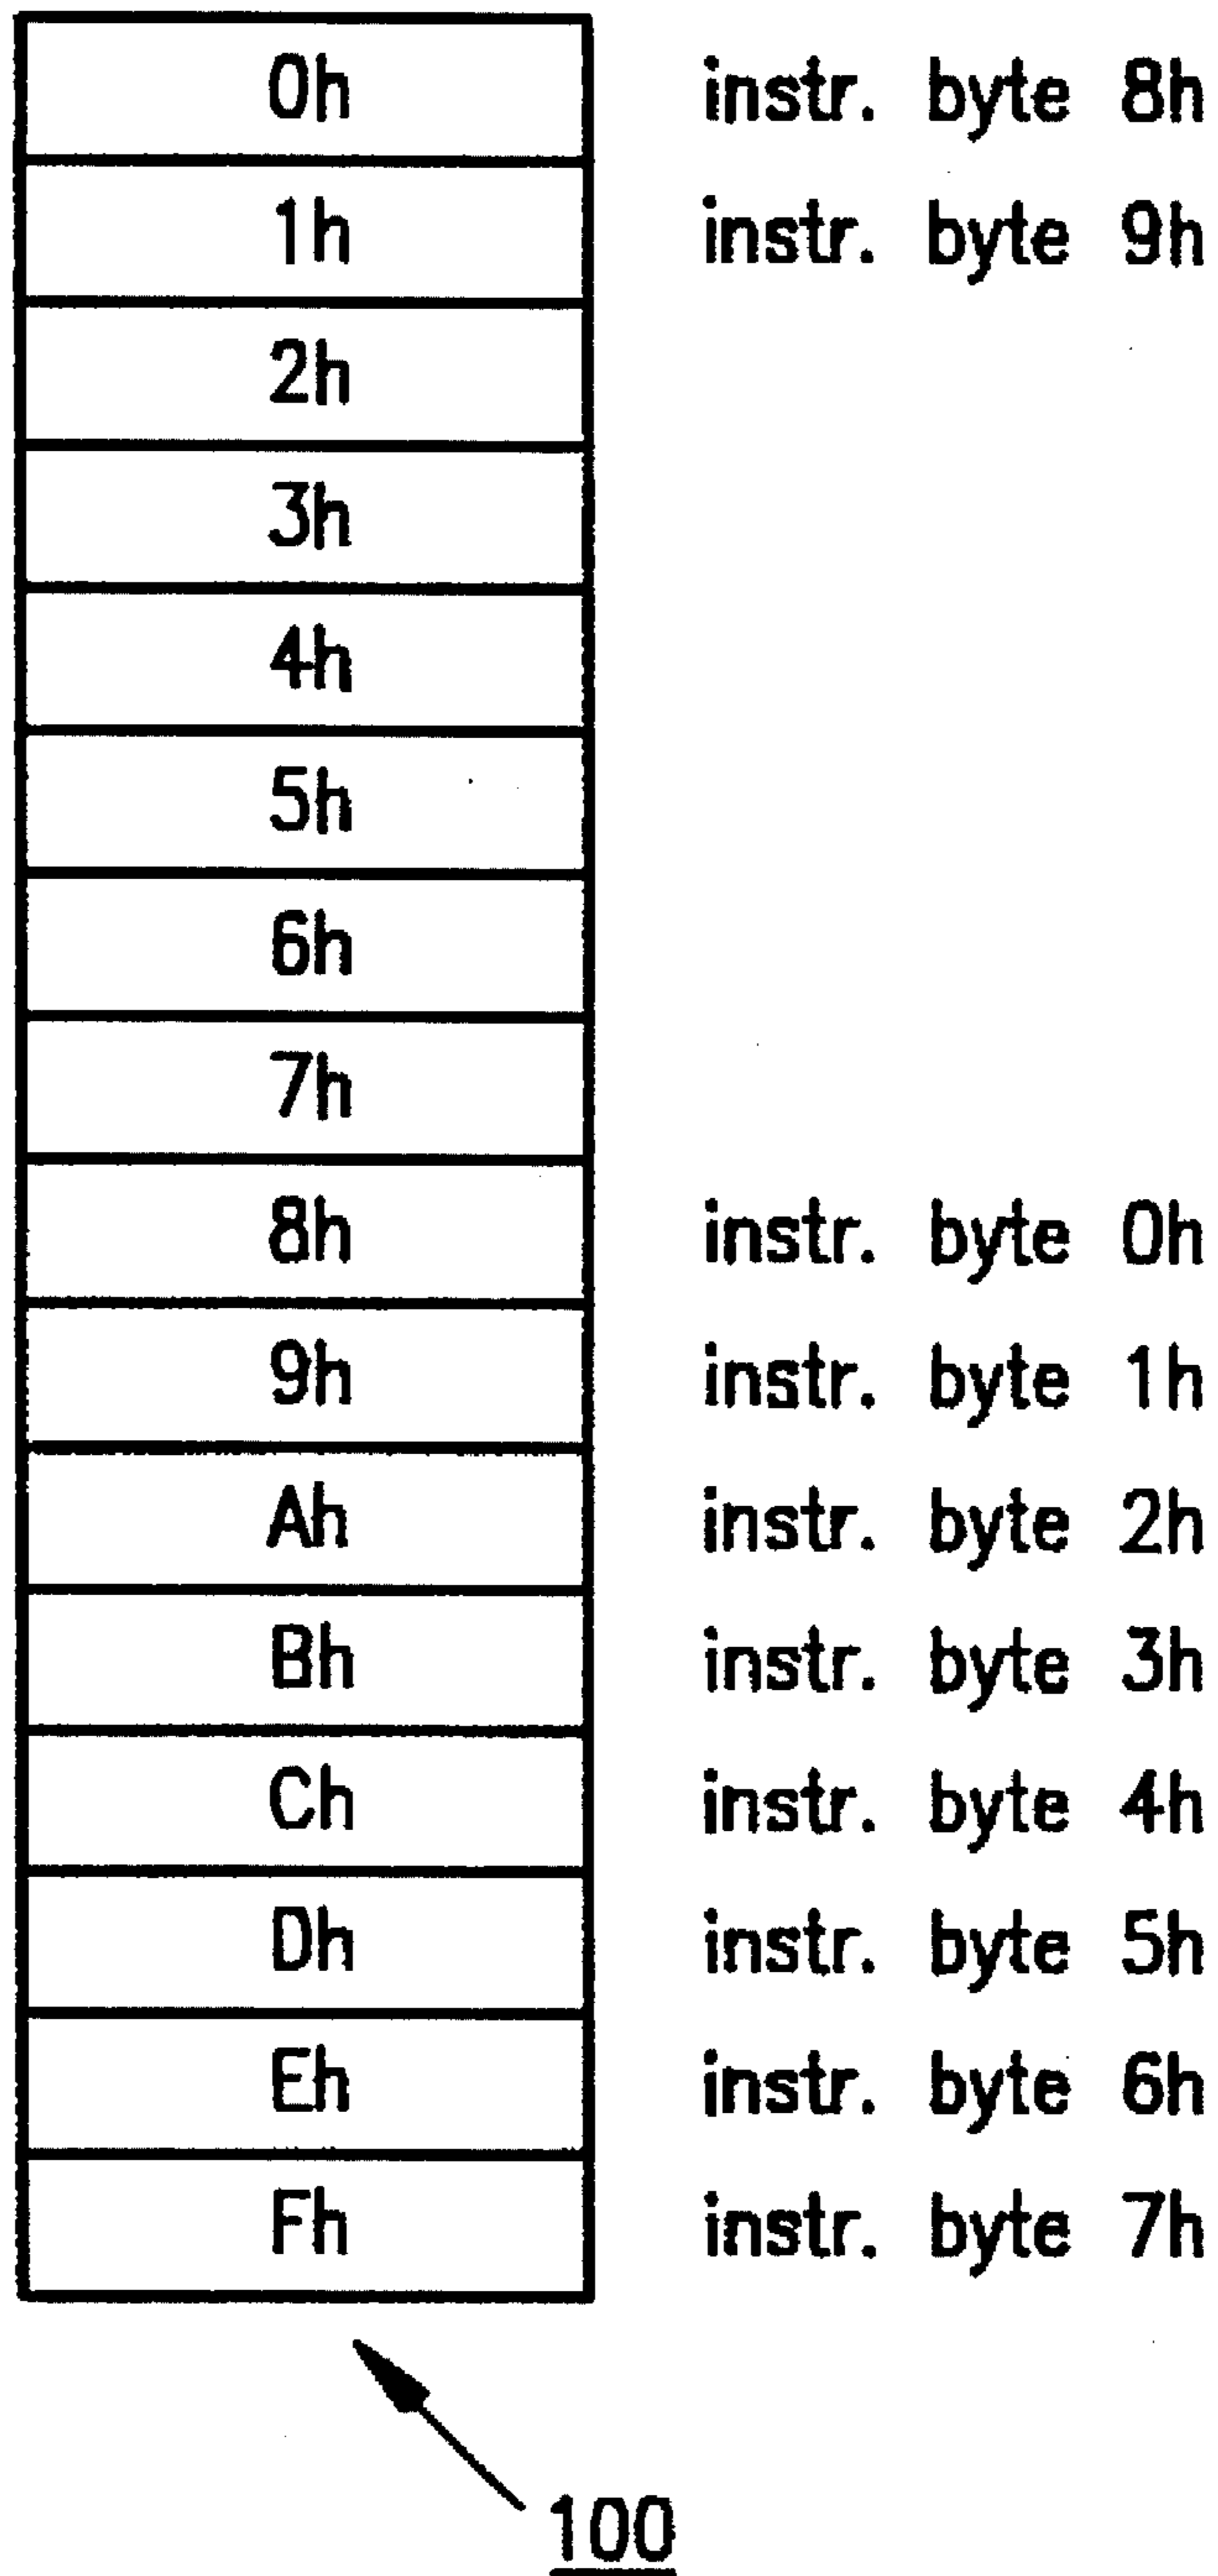 0h instr. byte 8h
1h instr. byte 9h
2h
3h
4h
5h
6h
7h
8h instr. byte 0h
9h instr. byte 1h
Ah instr. byte 2h
Bh instr. byte 3h
Ch instr. byte 4h
Dh instr. byte 5h
Eh instr. byte 6h
Fh instr. byte 7h
100